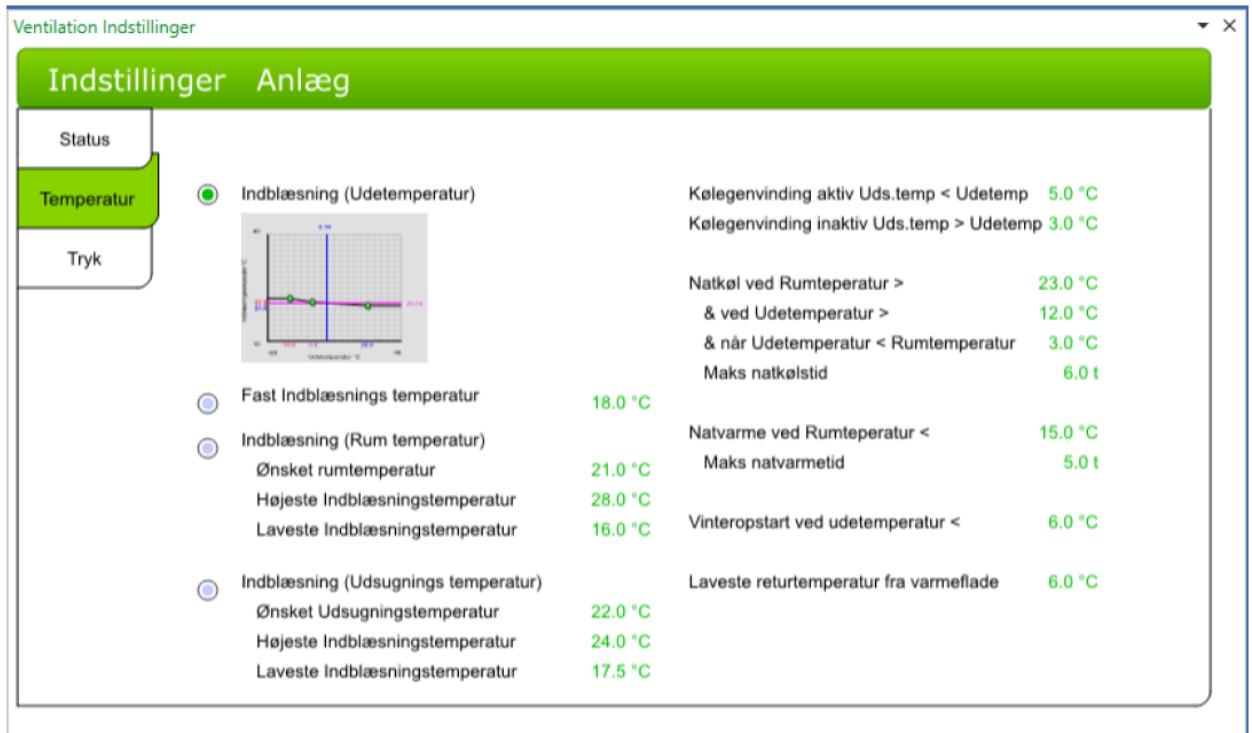 Ventilation Indstillinger
Indstillinger Anlæg
Status
Temperatur
Tryk
Indblæsning (Udetemperatur)
40
Udetemperatur °C
Fast Indblæsnings temperatur 18.0 °C
Indblæsning (Rum temperatur)
Ønsket rumtemperatur 21.0 °C
Højeste Indblæsningstemperatur 28.0 °C
Laveste Indblæsningstemperatur 16.0 °C
Indblæsning (Udsugnings temperatur)
Ønsket Udsugningstemperatur 22.0 °C
Højeste Indblæsningstemperatur 24.0 °C
Laveste Indblæsningstemperatur 17.5 °C
Kølegenvinding aktiv Uds.temp < Udetemp 5.0 °C
Kølegenvinding inaktiv Uds.temp > Udetemp 3.0 °C
Natkøl ved Rumteperatur > 23.0 °C
& ved Udetemperatur > 12.0 °C
& når Udetemperatur < Rumtemperatur 3.0 °C
Maks natkølstid 6.0 t
Natvarme ved Rumteperatur < 15.0 °C
Maks natvarmetid 5.0 t
Vinteropstart ved udetemperatur < 6.0 °C
Laveste returtemperatur fra varmeflade 6.0 °C